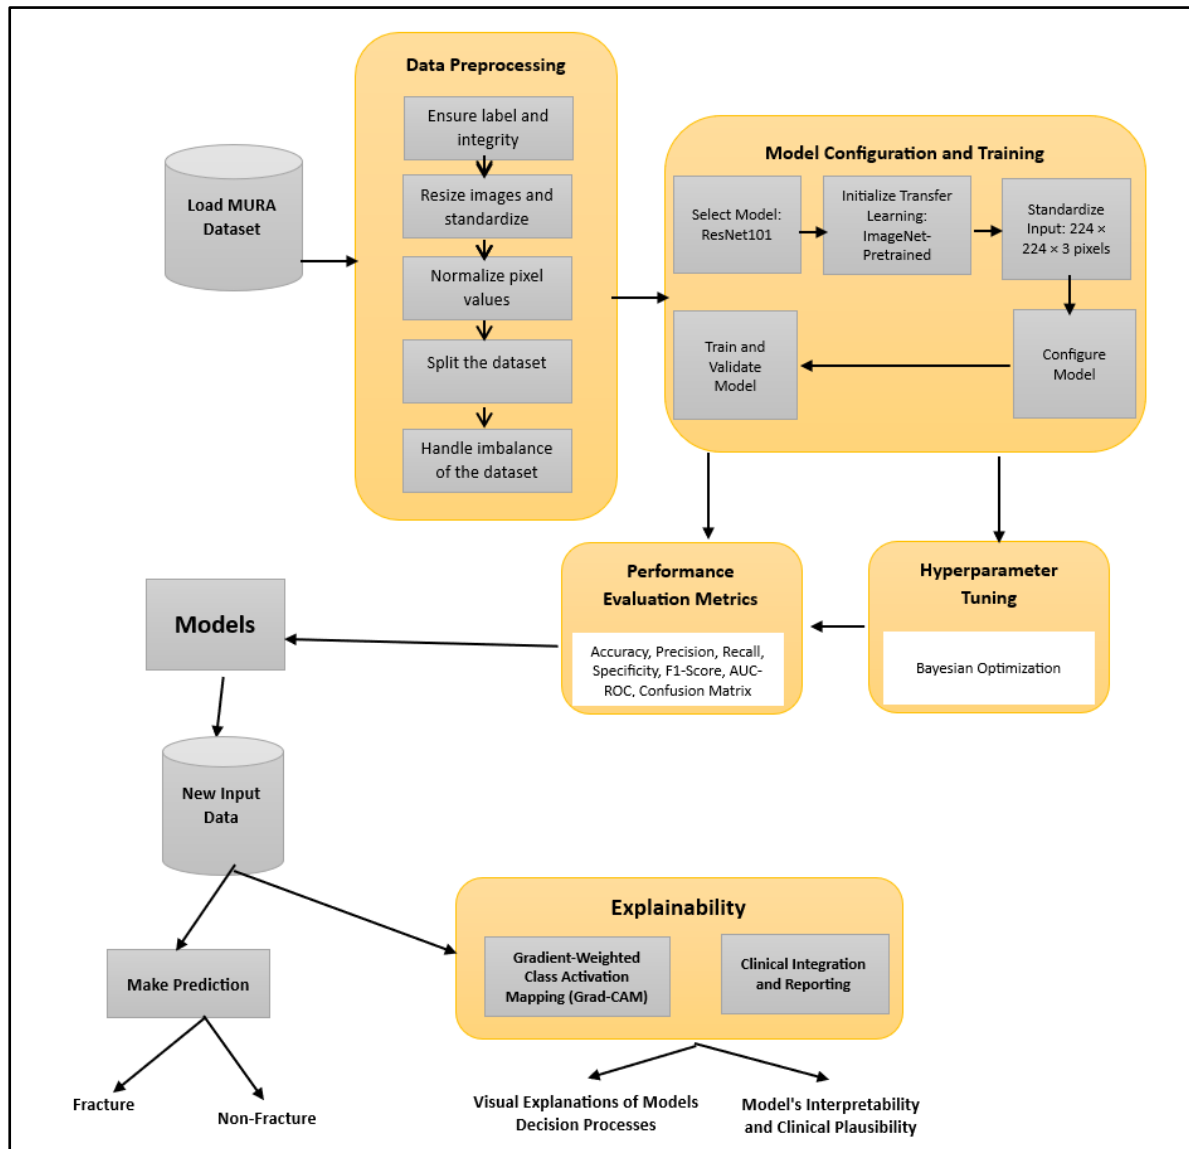 Data Preprocessing
Ensure label and
integrity
Resize images and
standardize
Normalize pixel
values
Split the dataset
Handle imbalance
of the dataset
Load MURA
Dataset
Model Configuration and Training
Select Model:
ResNet101
Initialize Transfer
Learning:
ImageNet-
Pretrained
Standardize
Input: 224 ×
224 × 3 pixels
Train and
Validate
Model
Configure
Model
Performance
Evaluation Metrics
Accuracy, Precision, Recall,
Specificity, F1-Score, AUC-
ROC, Confusion Matrix
Hyperparameter
Tuning
Bayesian Optimization
Models
New Input
Data
Make Prediction
Fracture
Non-Fracture
Explainability
Gradient-Weighted
Class Activation
Mapping (Grad-CAM)
Clinical Integration
and Reporting
Visual Explanations of Models
Decision Processes
Model's Interpretability
and Clinical Plausibility